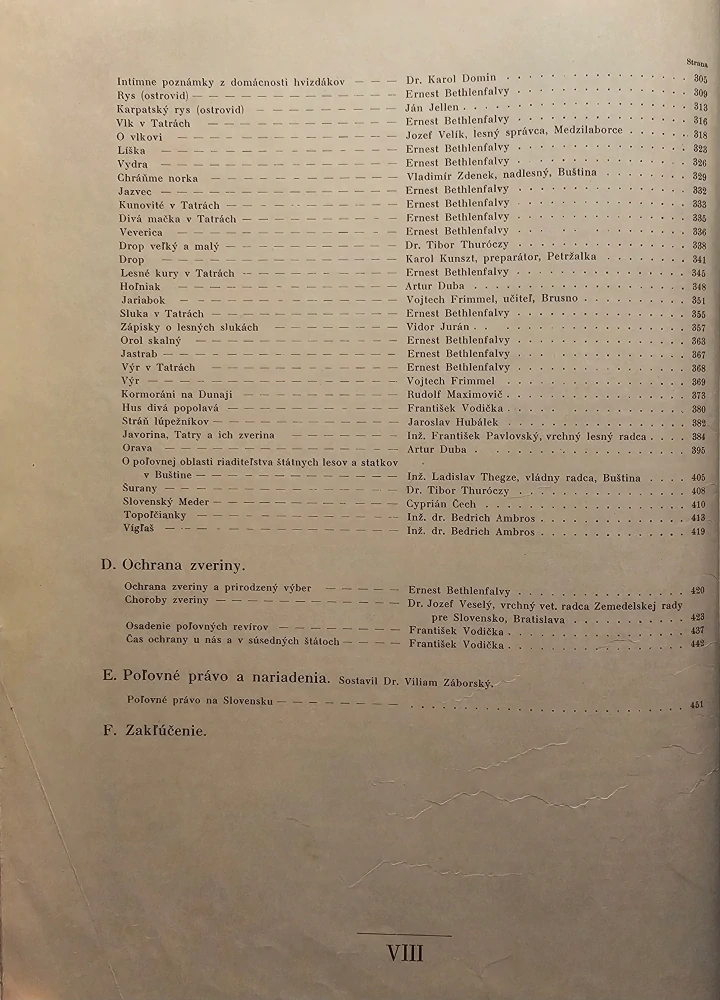 Strana
Intímne poznámky z domácnosti hvizdákov — — — Dr. Karol Domin . . . . . . . . . . . . . . . 305
Rys (ostrovid) — — — — — — — — — — Ernest Bethlenfalvy . . . . . . . . . . . . . . 309
Karpatský rys (ostrovid) — — — — — — — Ján Jellen . . . . . . . . . . . . . . . . . 313
Vlk v Tatrách — — — — — — — — — Ernest Bethlenfalvy . . . . . . . . . . . . . . 316
O vlkovi — — — — — — — — — — — Jozef Velík, lesný správca, Medzilaborce . . . . . 318
Líška — — — — — — — — — — — Ernest Bethlenfalvy . . . . . . . . . . . . . . 323
Vydra — — — — — — — — — — — Ernest Bethlenfalvy . . . . . . . . . . . . . . 326
Chráňme norka — — — — — — — — — Vladimír Zdenek, nadlesný, Buština . . . . . . . 329
Jazvec — — — — — — — — — — — Ernest Bethlenfalvy . . . . . . . . . . . . . . 332
Kunovité v Tatrách — — — — — — — — Ernest Bethlenfalvy . . . . . . . . . . . . . . 333
Divá mačka v Tatrách — — — — — — — — Ernest Bethlenfalvy . . . . . . . . . . . . . . 335
Veverica — — — — — — — — — — Ernest Bethlenfalvy . . . . . . . . . . . . . . 336
Drop veľký a malý — — — — — — — — — Dr. Tibor Thuróczy . . . . . . . . . . . . . . 338
Drop — — — — — — — — — — — — Karol Kunszt, preparátor, Petržalka . . . . . . . 341
Lesné kury v Tatrách — — — — — — — — Ernest Bethlenfalvy . . . . . . . . . . . . . . 345
Hoľniak — — — — — — — — — — Artur Duba . . . . . . . . . . . . . . . . . 348
Jariabok — — — — — — — — — — Vojtech Frimmel, učiteľ, Brusno . . . . . . . . . 351
Sluka v Tatrách — — — — — — — — — Ernest Bethlenfalvy . . . . . . . . . . . . . . 355
Zápisky o lesných slukách — — — — — — — Vidor Jurán . . . . . . . . . . . . . . . . 357
Orol skalný — — — — — — — — — — Ernest Bethlenfalvy . . . . . . . . . . . . . . 363
Jastrab — — — — — — — — — — — Ernest Bethlenfalvy . . . . . . . . . . . . . . 367
Výr v Tatrách — — — — — — — — — Ernest Bethlenfalvy . . . . . . . . . . . . . . 368
Výr — — — — — — — — — — — — Vojtech Frimmel . . . . . . . . . . . . . . 369
Kormoráni na Dunaji — — — — — — — — Rudolf Maximovič . . . . . . . . . . . . . . . 373
Hus divá popolavá — — — — — — — — František Vodička . . . . . . . . . . . . . . . 380
Stráň lúpežníkov — — — — — — — — — Jaroslav Hubálek . . . . . . . . . . . . . . . 382
Javorina, Tatry a ich zverina — — — — — — Inž. František Pavlovský, vrchný lesný radca . . . . 384
Orava — — — — — — — — — — — Artur Duba . . . . . . . . . . . . . . . . . 395
O poľovnej oblasti riaditeľstva štátnych lesov a statkov
v Buštine — — — — — — — — — — Inž. Ladislav Thegze, vládny radca, Buština . . . . 405
Šurany — — — — — — — — — — — Dr. Tibor Thuróczy . . . . . . . . . . . . . . 408
Slovenský Meder — — — — — — — — — Cyprián Čech . . . . . . . . . . . . . . . . 410
Topoľčianky — — — — — — — — — — Inž. dr. Bedrich Ambros . . . . . . . . . . . . 413
Vígľaš — — — — — — — — — — — Inž. dr. Bedrich Ambros . . . . . . . . . . . . 419
D. Ochrana zveriny.
Ochrana zveriny a prirodzený výber — — — — Ernest Bethlenfalvy . . . . . . . . . . . . . . 420
Choroby zveriny — — — — — — — — — Dr. Jozef Veselý, vrchný vet. radca Zemedelskej rady
pre Slovensko, Bratislava . . . . . . . . . . 423
Osadenie poľovných revírov — — — — — — František Vodička . . . . . . . . . . . . . . . 437
Čas ochrany u nás a v súsedných štátoch — — — — František Vodička . . . . . . . . . . . . . . . 442
E. Poľovné právo a nariadenia. Sostavil Dr. Viliam Záborský.
Poľovné právo na Slovensku — — — — — — — . . . . . . . . . . . . . . . . . . . . . . . 451
F. Zakľúčenie.
VIII